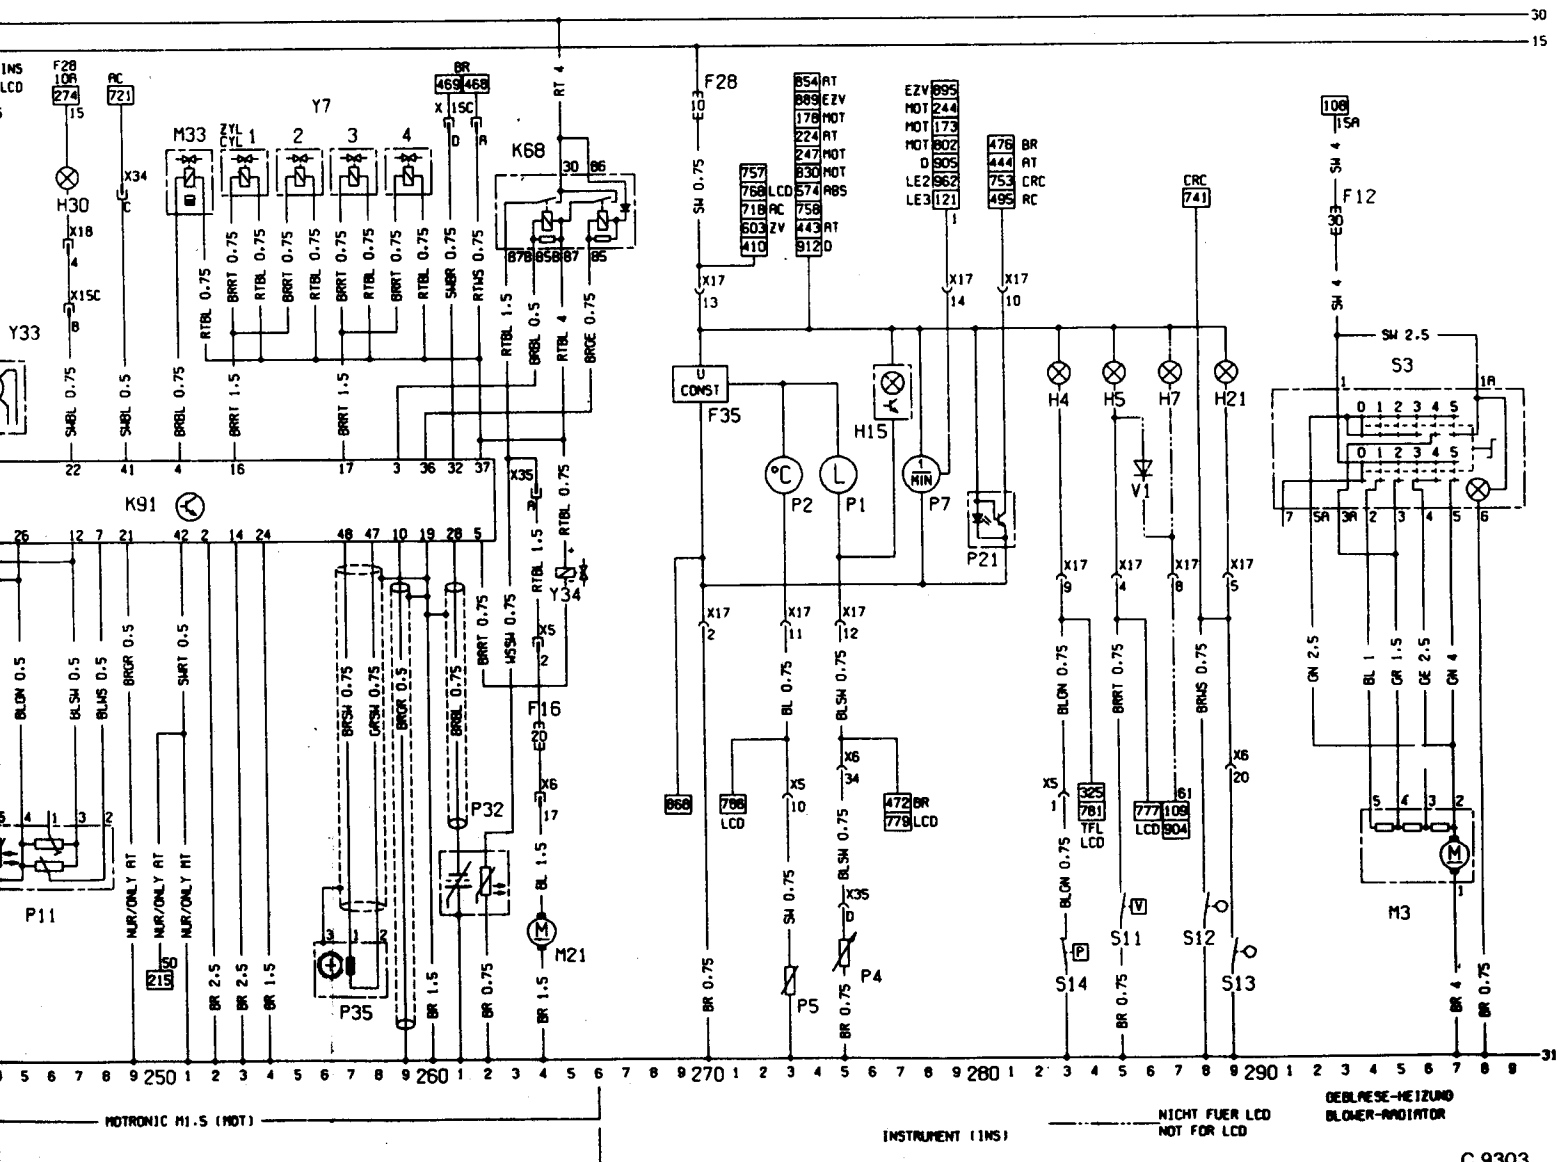 30
15
INS F28
LCD 10A AC BR
274 721 469 468
15 X15C
D A
M33 Y7
ZYL
CYL 1 2 3 4
H30
X34
C
X18
4
X15C
8
Y33
SWBL 0.75
SWBL 0.5
BRBL 0.75
RTBL 0.75
BRRT 0.75
RTBL 0.75
BRRT 0.75
RTBL 0.75
BRRT 0.75
RTBL 0.75
BRRT 0.75
RTBL 0.75
SWBR 0.75
RTWS 0.75
BRRT 1.5
BRRT 1.5
RT 4
K68
30 86
87B 85B 87 85
RTBL 1.5
BRBL 0.5
RTBL 4
BRGE 0.75
22 41 4 16 17 3 36 32 37
K91
26 12 7 21 42 2 14 24 48 47 10 19 28 5
X35
RTBL 0.75
RTBL 1.5
Y34
BLGN 0.5
BLSW 0.5
BLWS 0.5
BRGR 0.5
SWRT 0.5
BRSW 0.75
GRSW 0.75
BRGR 0.5
BRBL 0.75
BRRT 0.75
WSSW 0.75
X5
2
F16
20
X6
17
BL 1.5
M21
BR 1.5
5 4 1 3 2
P11
NUR/ONLY AT
NUR/ONLY AT
NUR/ONLY MT
50
215
BR 2.5
BR 2.5
BR 1.5
3 1 2
P35
BR 1.5
P32
BR 0.75
F28
10
SW 0.75
757
768 LCD
718 AC
603 ZV
410
854 AT
889 EZV
178 MOT
224 AT
247 MOT
830 MOT
574 ABS
758
443 AT
912 D
EZV 895
MOT 244
MOT 173
MOT 802
D 905
LE2 962
LE3 121
1
476 BR
444 AT
753 CRC
495 RC
CRC
741
X17
13
X17
14
X17
10
U
CONST
F35
H15
°C
P2
L
P1
1
MIN
P7
P21
H4 H5 H7 H21
V1
X17
2
X17
11
X17
12
X17
9
X17
4
X17
8
X17
5
BL 0.75
BLSW 0.75
BLGN 0.75
BRRT 0.75
BRWS 0.75
868
786
LCD
X5
10
X6
34
472 BR
779 LCD
BLSW 0.75
X35
D
SW 0.75
P5
P4
BR 0.75
BR 0.75
X5
1
325
781
TFL
LCD
61
777 109
LCD 904
X6
20
BLGN 0.75
P
S14
V
S11
BR 0.75
S12
S13
108
15A
SW 4
F12
30
SW 4
SW 2.5
S3
1 1A
0 1 2 3 4 5
0 1 2 3 4 5
7 5A 3A 2 3 4 5 6
GN 2.5
BL 1
GR 1.5
GE 2.5
GN 4
5 4 3 2
M
1
M3
BR 4
BR 0.75
31
5 6 7 8 9 250 1 2 3 4 5 6 7 8 9 260 1 2 3 4 5 6 7 8 9 270 1 2 3 4 5 6 7 8 9 280 1 2 3 4 5 6 7 8 9 290 1 2 3 4 5 6 7 8 9
MOTRONIC M1.5 (MOT)
INSTRUMENT (INS)
NICHT FUER LCD
NOT FOR LCD
GEBLAESE-HEIZUNG
BLOWER-RADIATOR
C 9303